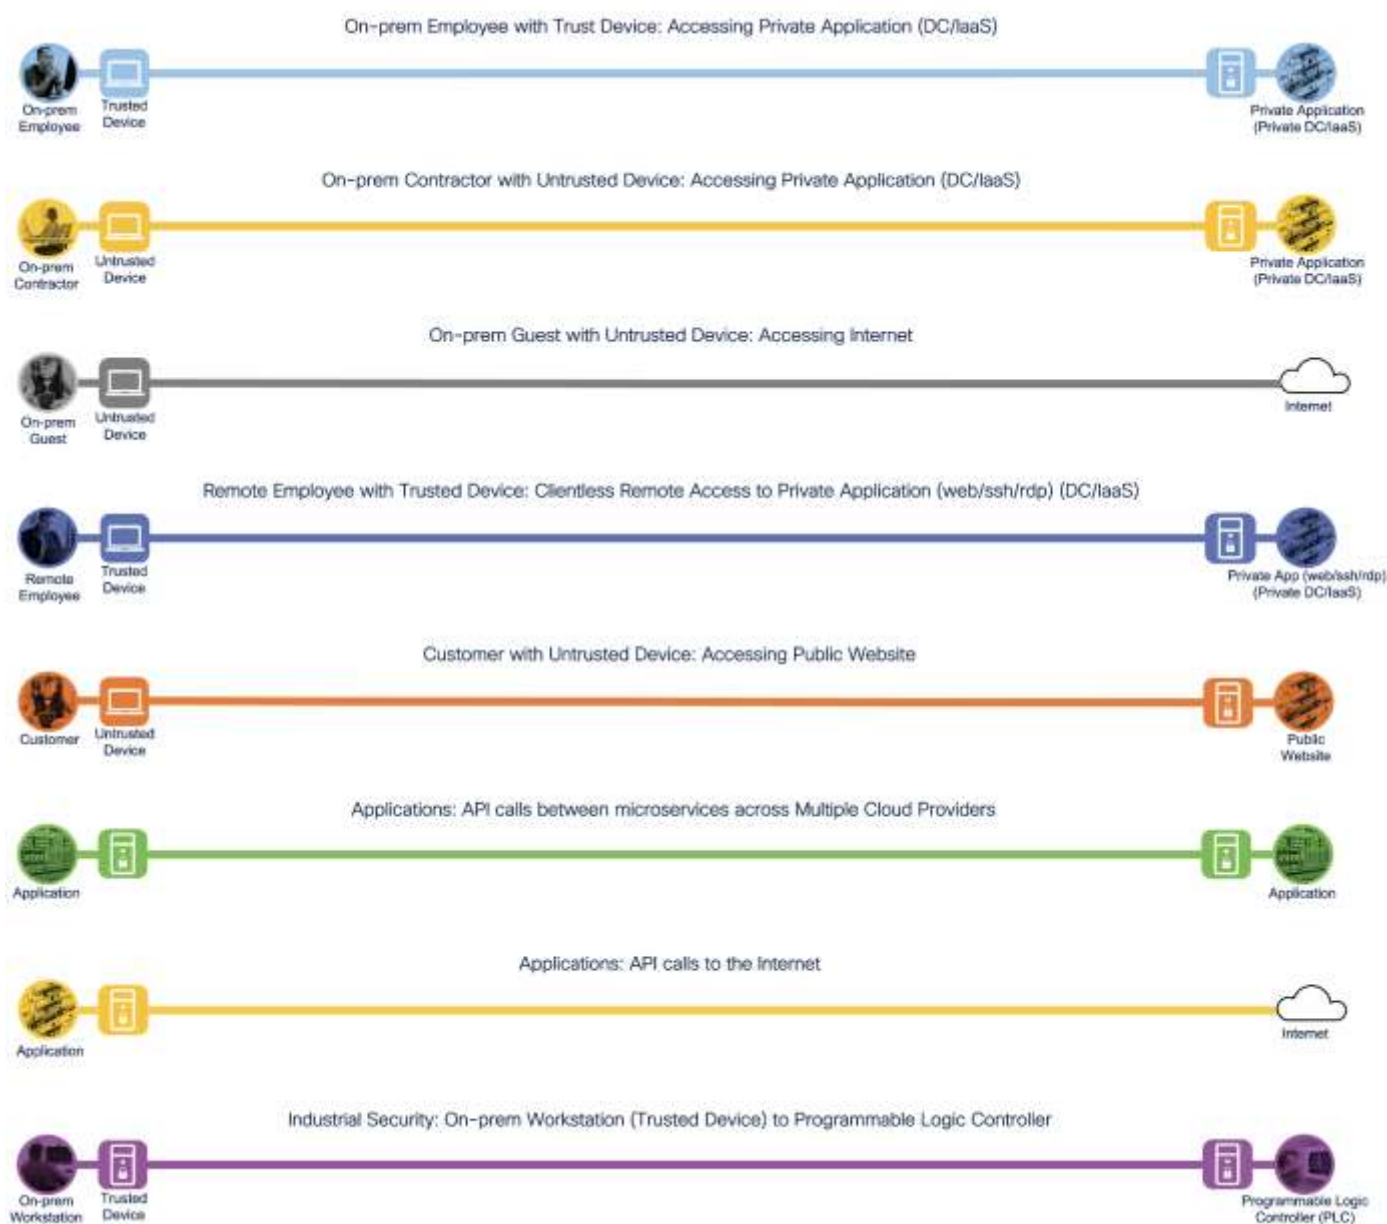 On-prem Employee with Trust Device: Accessing Private Application (DC/IaaS)
On-prem
Employee
Trusted
Device
Private Application
(Private DC/IaaS)
On-prem Contractor with Untrusted Device: Accessing Private Application (DC/IaaS)
On-prem
Contractor
Untrusted
Device
Private Application
(Private DC/IaaS)
On-prem Guest with Untrusted Device: Accessing Internet
On-prem
Guest
Untrusted
Device
Internet
Remote Employee with Trusted Device: Clientless Remote Access to Private Application (web/ssh/rdp) (DC/IaaS)
Remote
Employee
Trusted
Device
Private App (web/ssh/rdp)
(Private DC/IaaS)
Customer with Untrusted Device: Accessing Public Website
Customer
Untrusted
Device
Public
Website
Applications: API calls between microservices across Multiple Cloud Providers
Application
Application
Applications: API calls to the Internet
Application
Internet
Industrial Security: On-prem Workstation (Trusted Device) to Programmable Logic Controller
On-prem
Workstation
Trusted
Device
Programmable Logic
Controller (PLC)